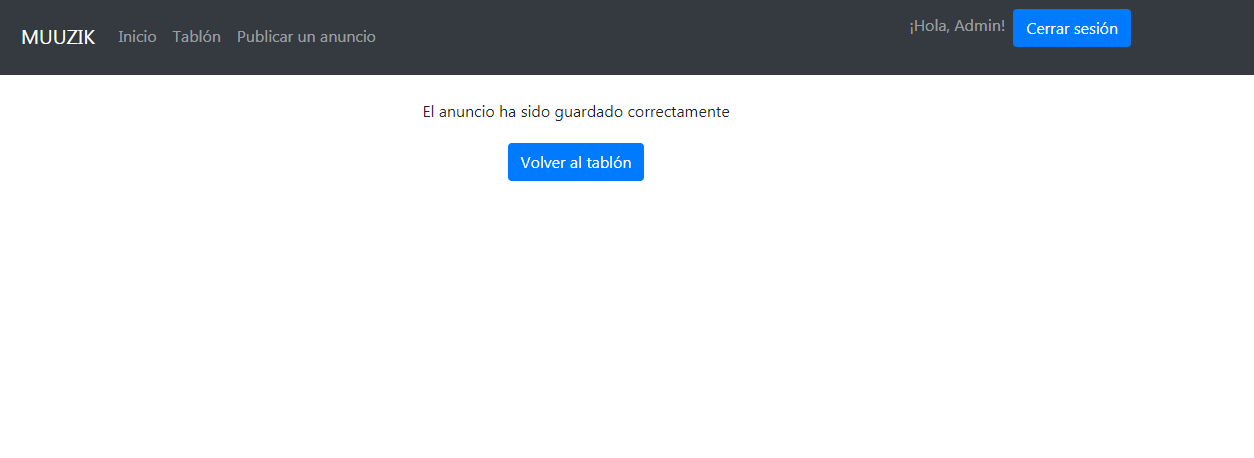 MUUZIK Inicio Tablón Publicar un anuncio ¡Hola, Admin! Cerrar sesión
El anuncio ha sido guardado correctamente
Volver al tablón